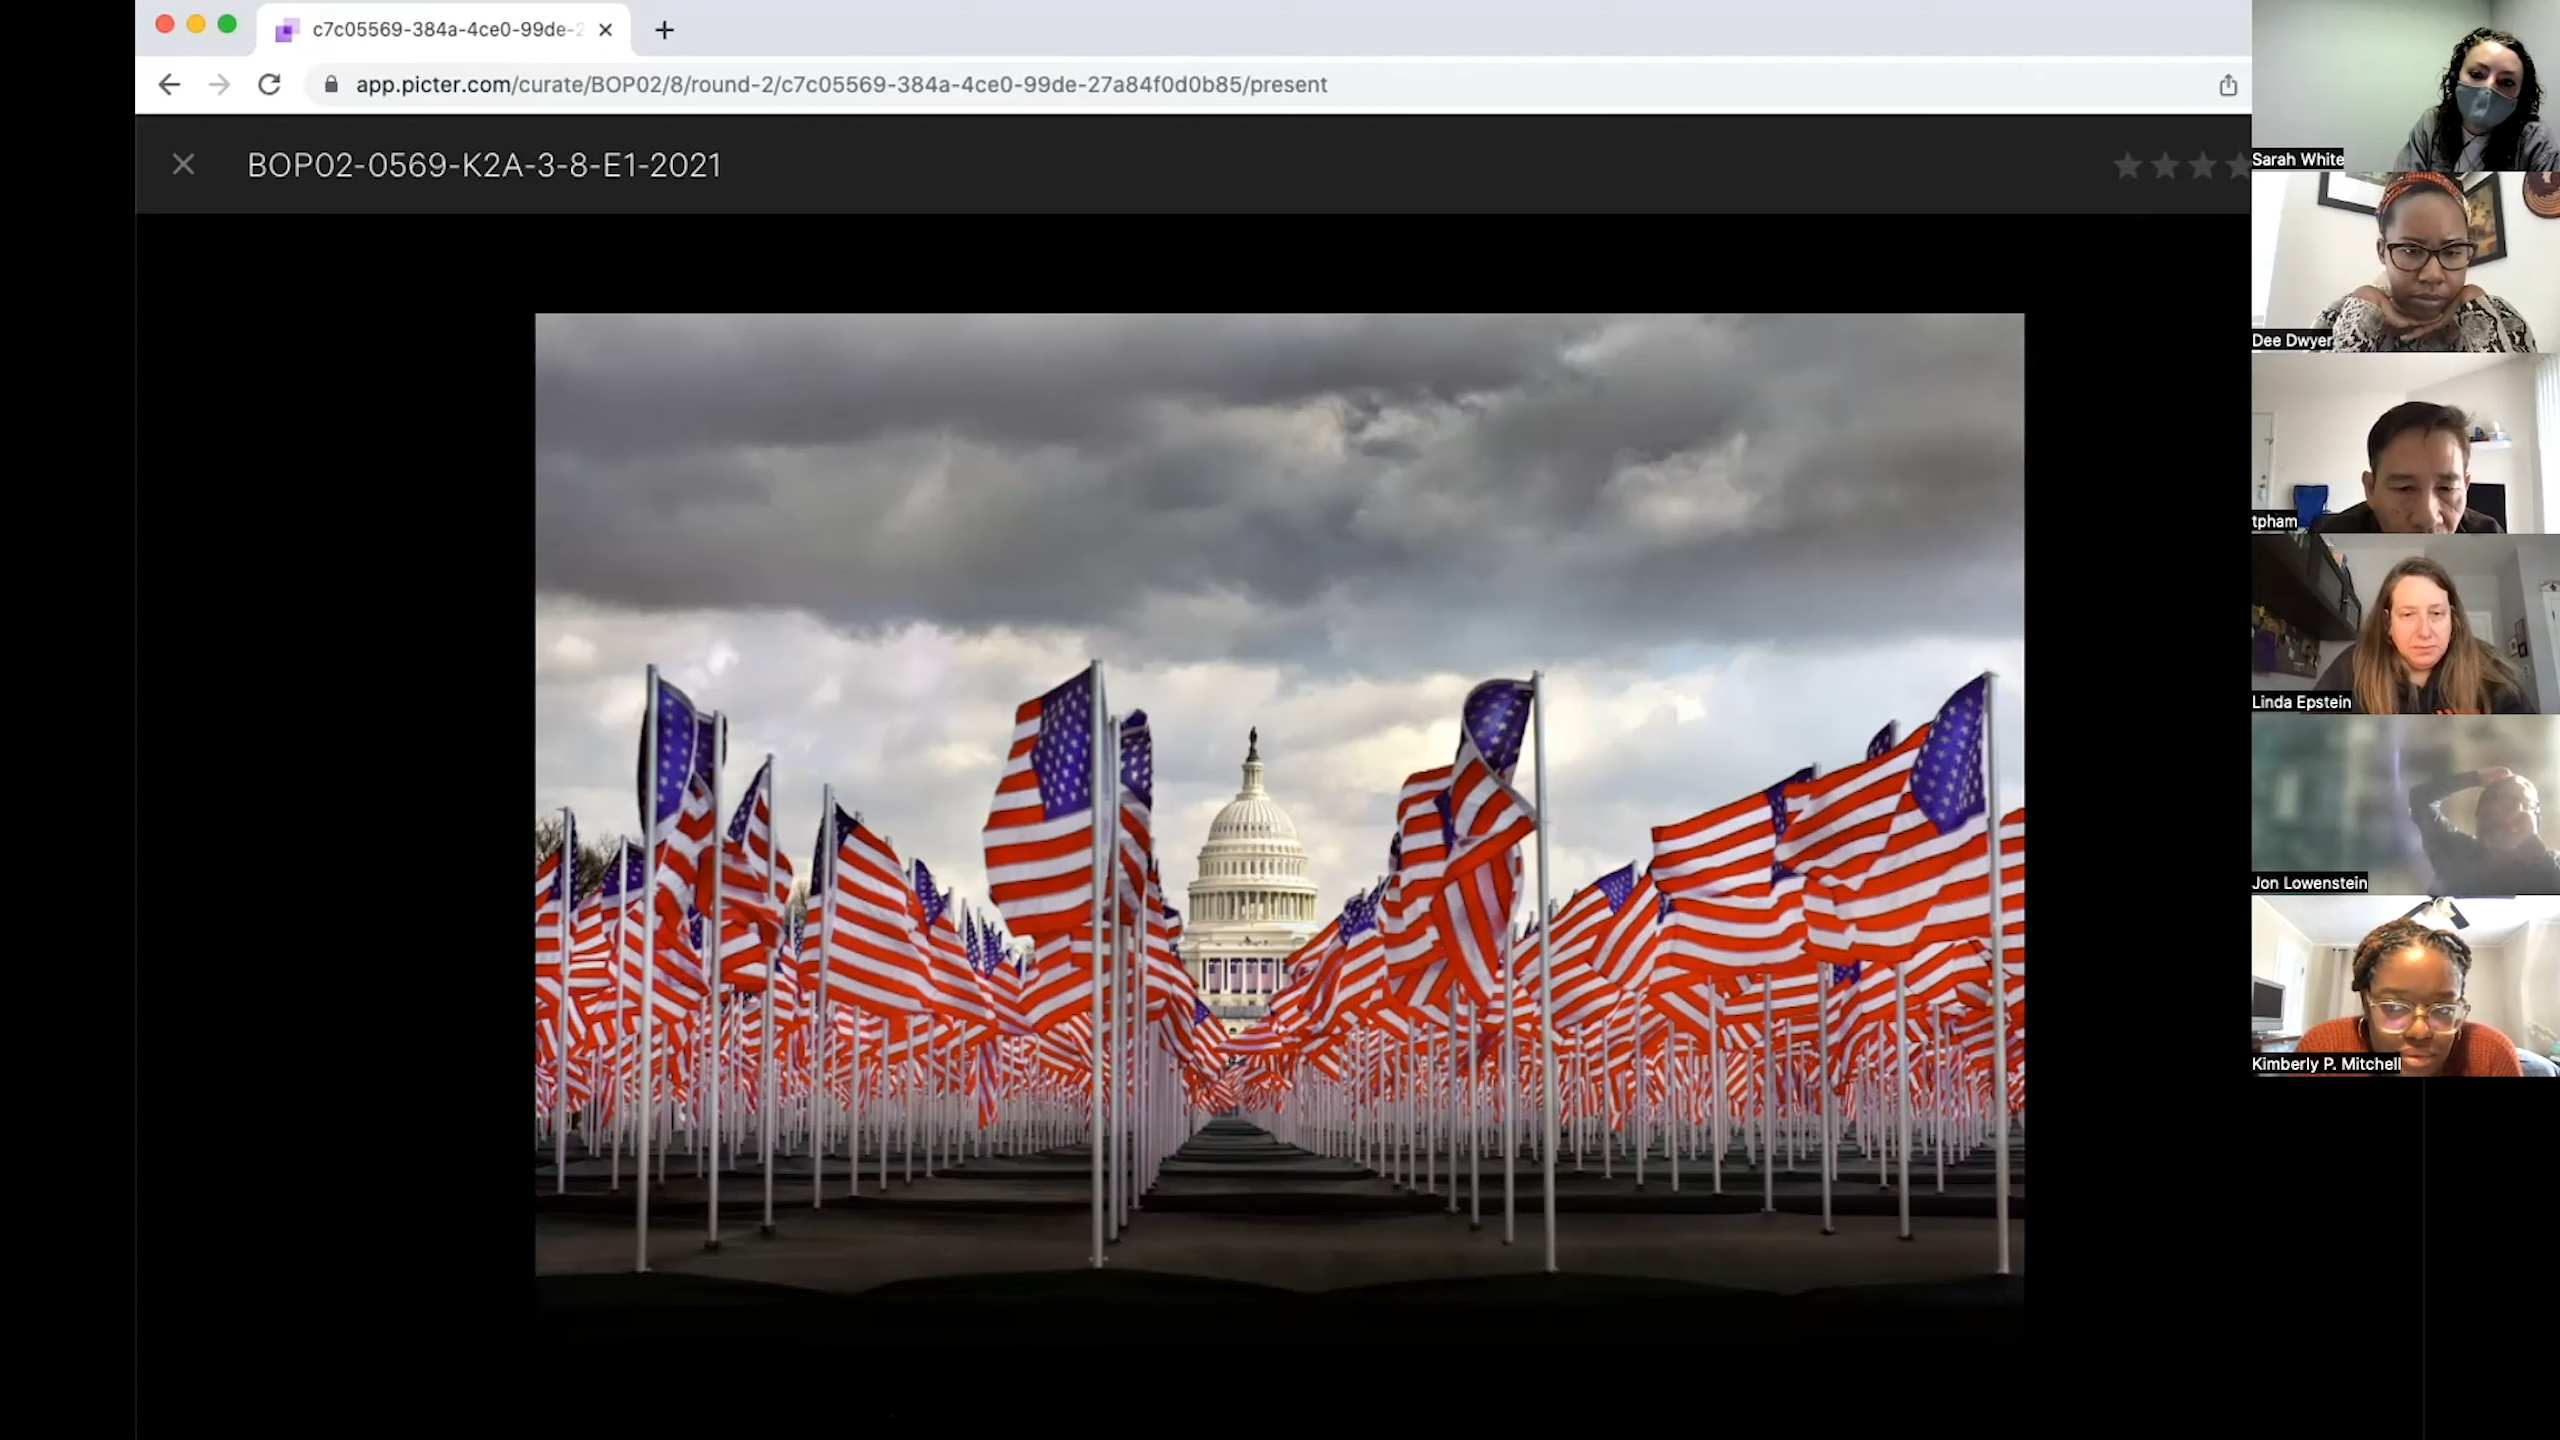 c7c05569-384a-4ce0-99de-2
app.picter.com/curate/BOP02/8/round-2/c7c05569-384a-4ce0-99de-27a84f0d0b85/present
BOP02-0569-K2A-3-8-E1-2021
Sarah White
Dee Dwyer
tpham
Linda Epstein
Jon Lowenstein
Kimberly P. Mitchell